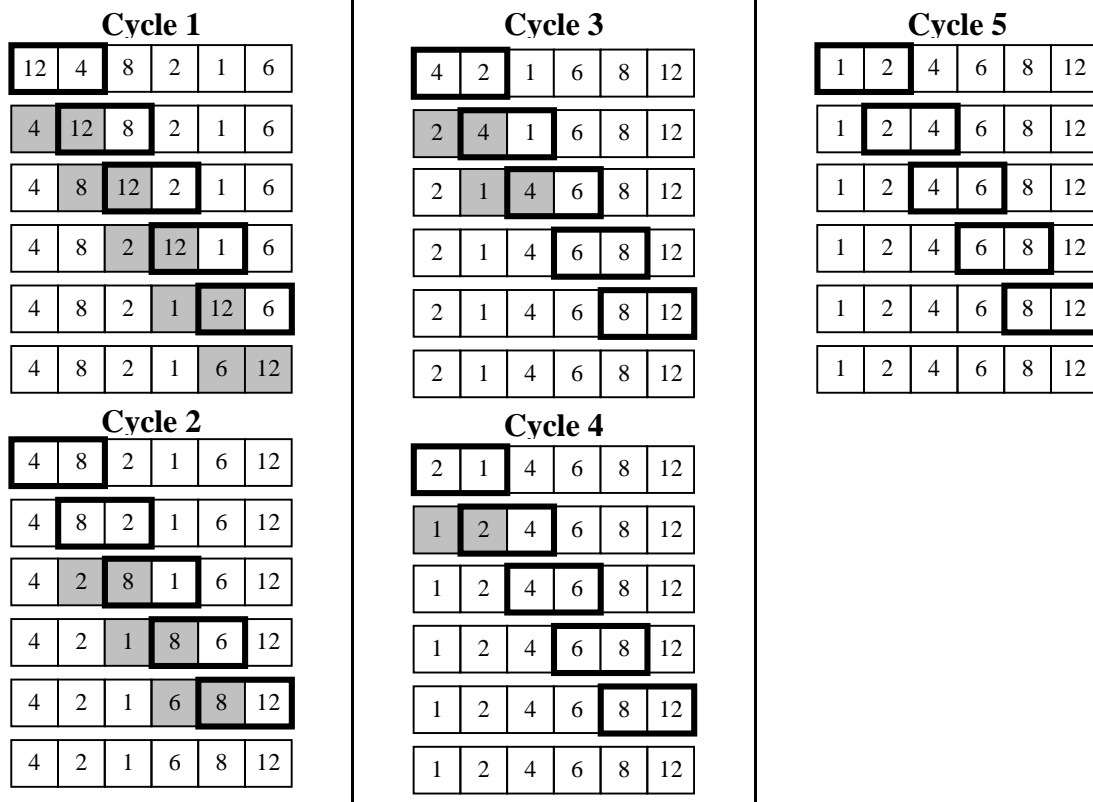 Cycle 1
12 4 8 2 1 6
4 12 8 2 1 6
4 8 12 2 1 6
4 8 2 12 1 6
4 8 2 1 12 6
4 8 2 1 6 12
Cycle 2
4 8 2 1 6 12
4 8 2 1 6 12
4 2 8 1 6 12
4 2 1 8 6 12
4 2 1 6 8 12
4 2 1 6 8 12
Cycle 3
4 2 1 6 8 12
2 4 1 6 8 12
2 1 4 6 8 12
2 1 4 6 8 12
2 1 4 6 8 12
2 1 4 6 8 12
Cycle 4
2 1 4 6 8 12
1 2 4 6 8 12
1 2 4 6 8 12
1 2 4 6 8 12
1 2 4 6 8 12
1 2 4 6 8 12
Cycle 5
1 2 4 6 8 12
1 2 4 6 8 12
1 2 4 6 8 12
1 2 4 6 8 12
1 2 4 6 8 12
1 2 4 6 8 12